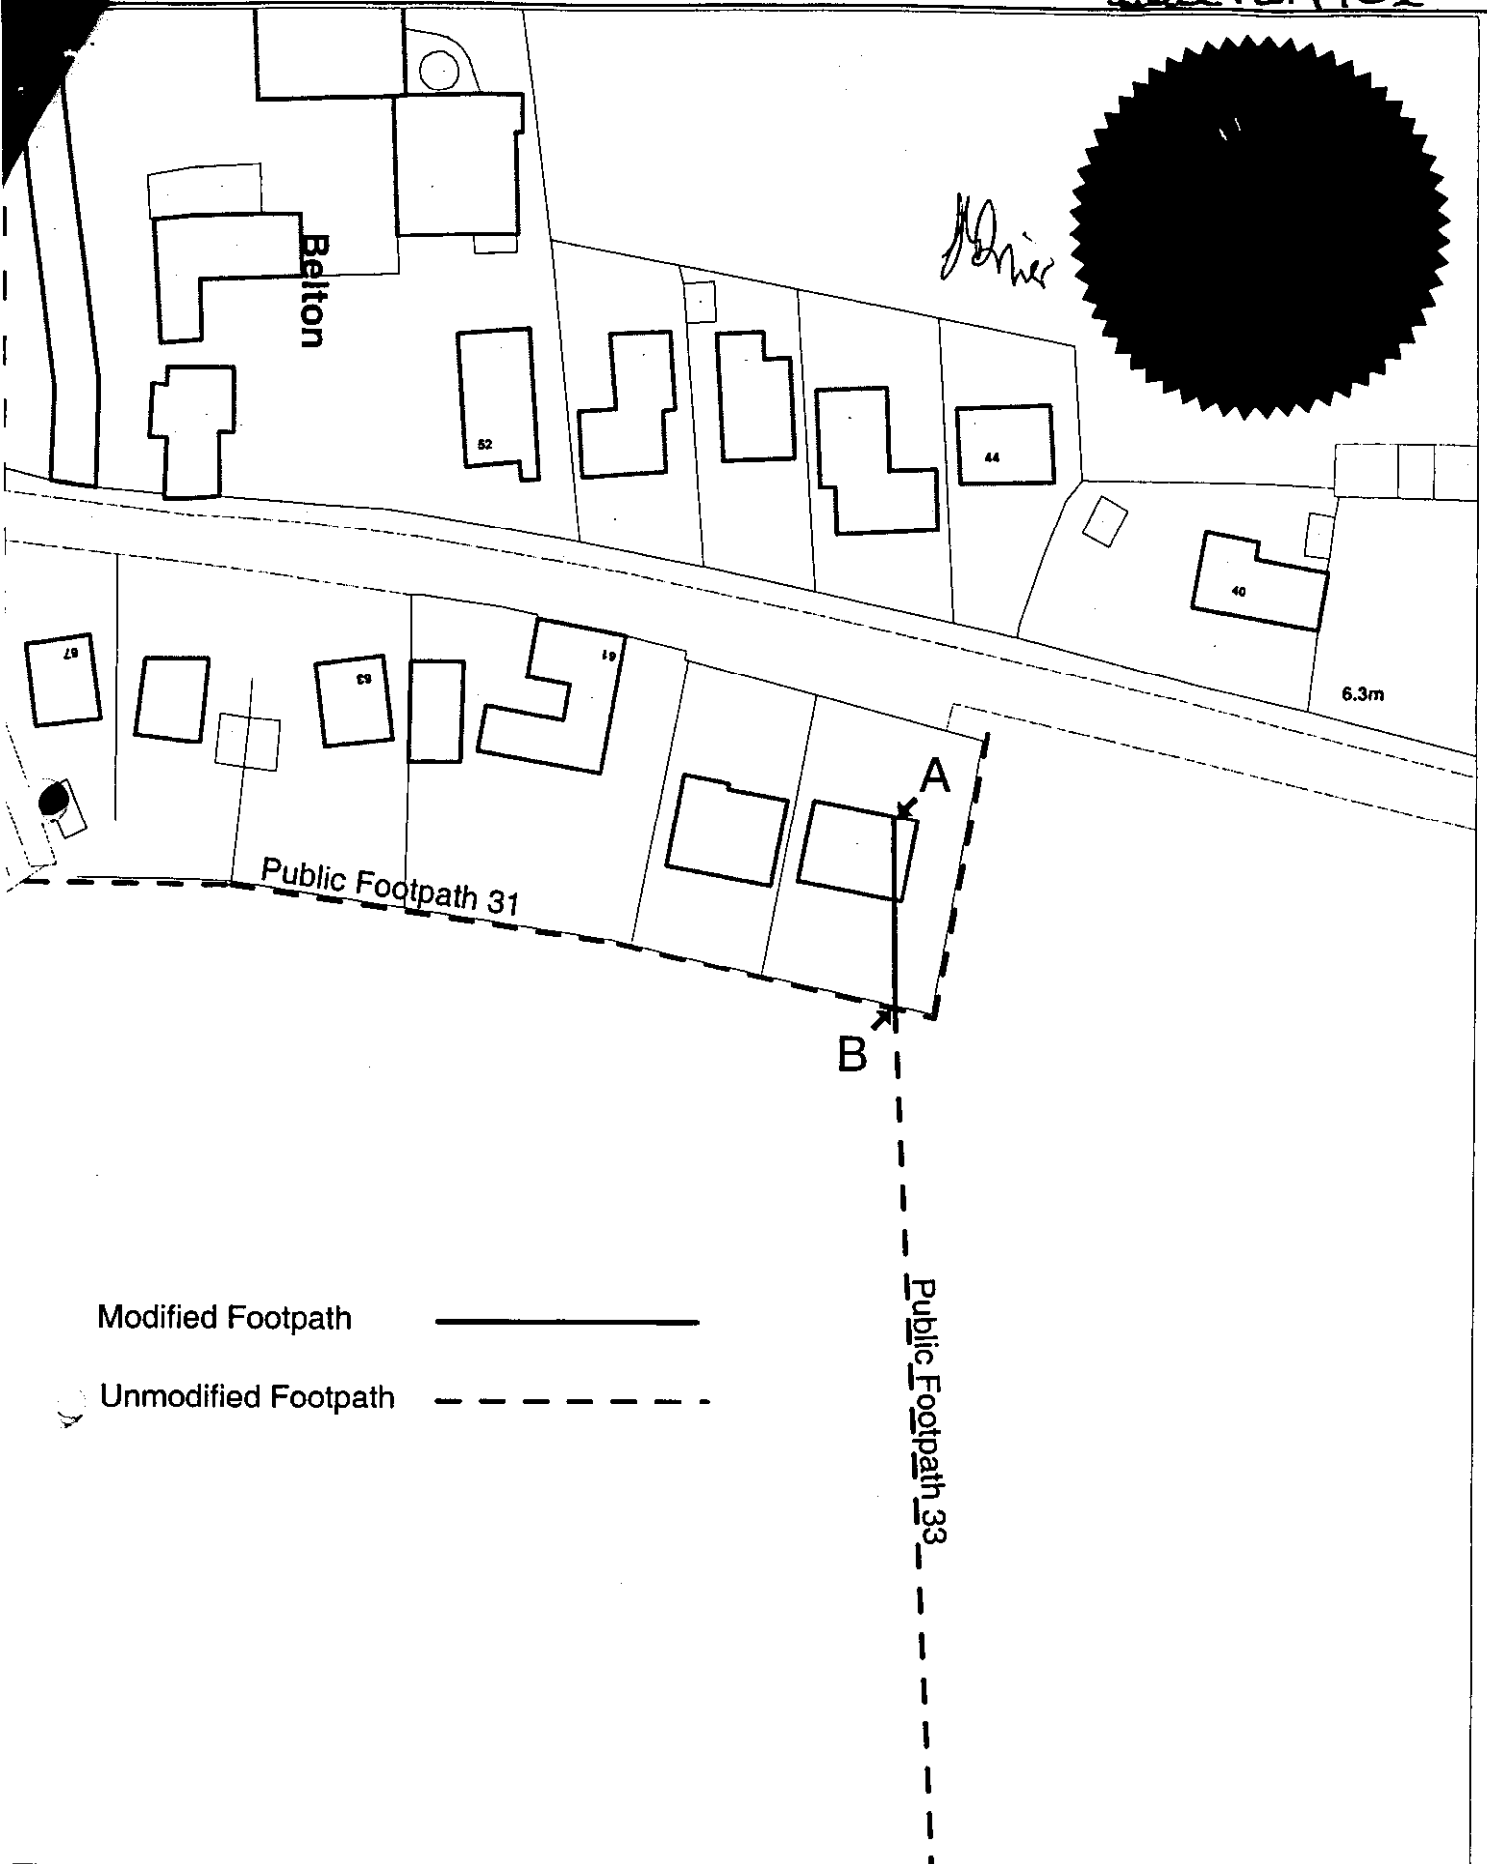 Belton
52
44
40
67
63
61
6.3m
A
Public Footpath 31
B
Public Footpath 33
Modified Footpath
Unmodified Footpath